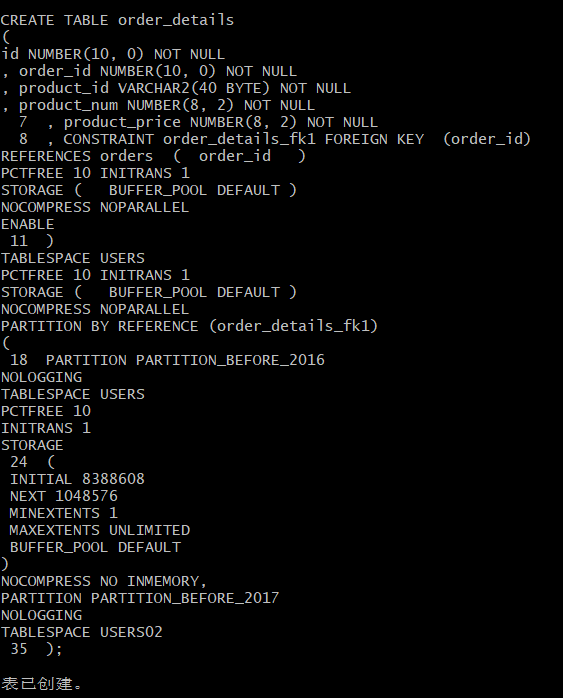 CREATE TABLE order_details
(
id NUMBER(10, 0) NOT NULL
, order_id NUMBER(10, 0) NOT NULL
, product_id VARCHAR2(40 BYTE) NOT NULL
, product_num NUMBER(8, 2) NOT NULL
  7  , product_price NUMBER(8, 2) NOT NULL
  8  , CONSTRAINT order_details_fk1 FOREIGN KEY  (order_id)
REFERENCES orders  (  order_id   )
PCTFREE 10 INITRANS 1
STORAGE (   BUFFER_POOL DEFAULT )
NOCOMPRESS NOPARALLEL
ENABLE
 11  )
TABLESPACE USERS
PCTFREE 10 INITRANS 1
STORAGE (   BUFFER_POOL DEFAULT )
NOCOMPRESS NOPARALLEL
PARTITION BY REFERENCE (order_details_fk1)
(
 18  PARTITION PARTITION_BEFORE_2016
NOLOGGING
TABLESPACE USERS
PCTFREE 10
INITRANS 1
STORAGE
 24  (
 INITIAL 8388608
 NEXT 1048576
 MINEXTENTS 1
 MAXEXTENTS UNLIMITED
 BUFFER_POOL DEFAULT
)
NOCOMPRESS NO INMEMORY,
PARTITION PARTITION_BEFORE_2017
NOLOGGING
TABLESPACE USERS02
 35  );
表已创建。